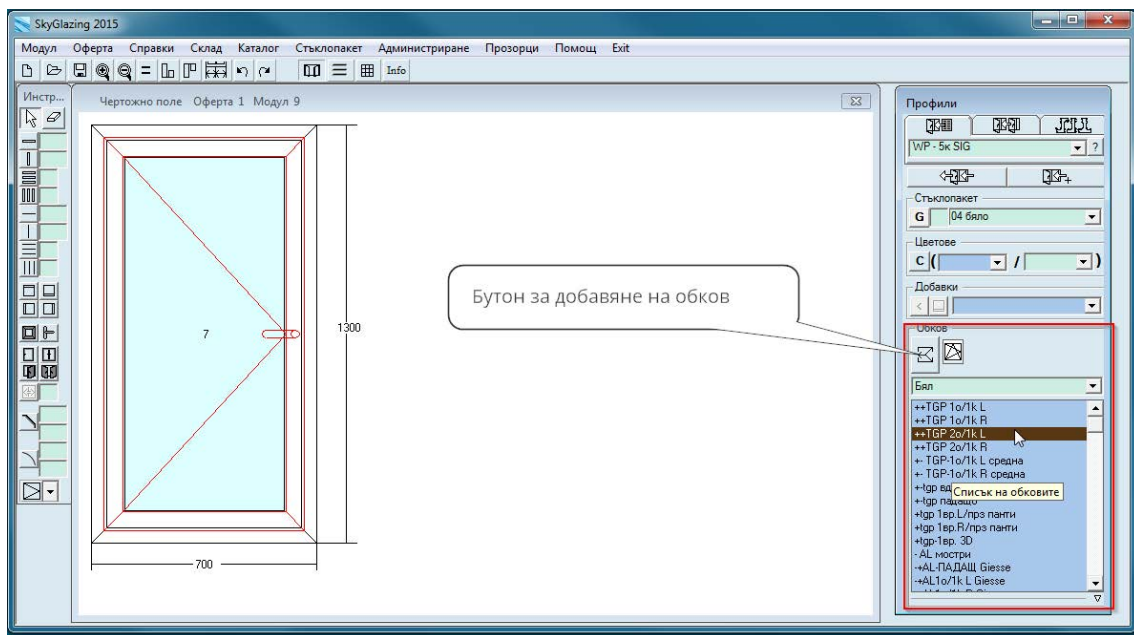 SkyGlazing 2015
Модул Оферта Справки Склад Каталог Стъклопакет Администриране Прозорци Помощ Exit
Info
Инстр...
Чертожно поле Оферта 1 Модул 9
7
1300
700
Бутон за добавяне на обков
Профили
WP - 5к SIG
?
Стъклопакет
G 04 бяло
Цветове
C ( / )
Добавки
<
Обков
Бял
++TGP 1o/1k L
++TGP 1o/1k R
++TGP 2o/1k L
++TGP 2o/1k R
+- TGP-1o/1k L средна
+- TGP-1o/1k R средна
+-tgp вд
Списък на обковите
+-tgp падащо
+tgp 1вр.L/прз панти
+tgp 1вр.R/прз панти
+tgp-1вр. 3D
- AL мостри
-+AL-ПАДАЩ Giesse
-+AL1o/1k L Giesse